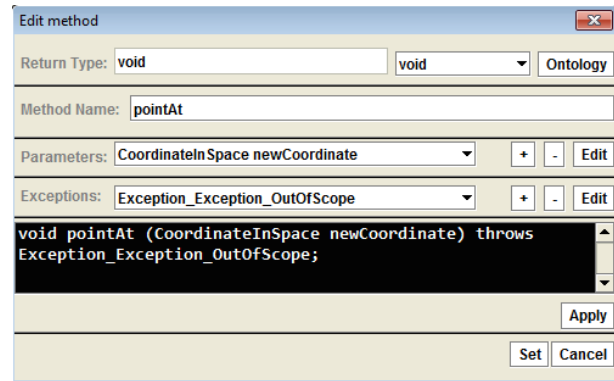 Edit method
Return Type: void void Ontology
Method Name: pointAt
Parameters: CoordinateInSpace newCoordinate + - Edit
Exceptions: Exception_Exception_OutOfScope + - Edit
void pointAt (CoordinateInSpace newCoordinate) throws
Exception_Exception_OutOfScope;
Apply
Set Cancel